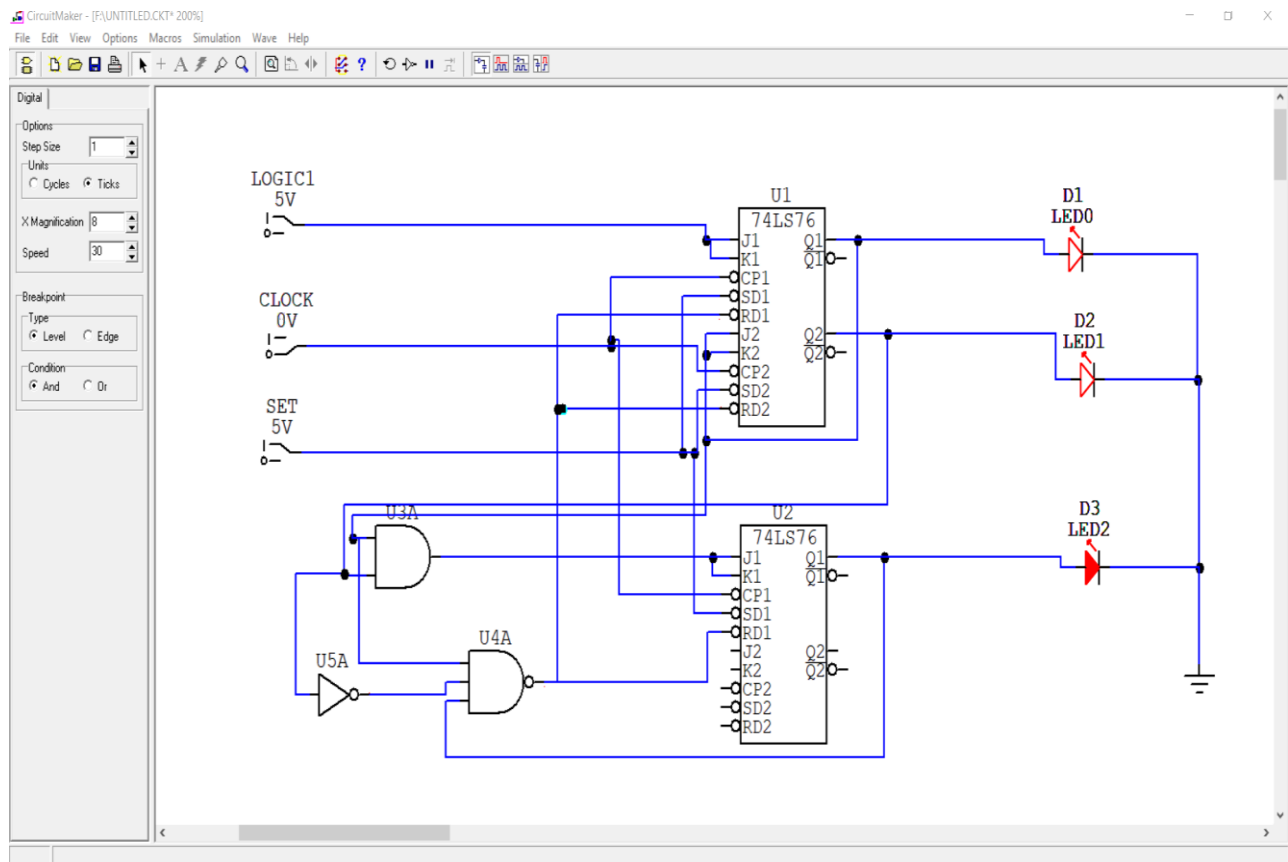 CircuitMaker - [F:\UNTITLED.CKT* 200%]
File Edit View Options Macros Simulation Wave Help
Digital
Options
Step Size 1
Units
Cycles Ticks
X Magnification 8
Speed 30
Breakpoint
Type
Level Edge
Condition
And Or
LOGIC1
5V
CLOCK
0V
SET
5V
U1
74LS76
J1 Q1
K1 Q1
CP1
SD1
RD1
J2 Q2
K2 Q2
CP2
SD2
RD2
D1
LED0
D2
LED1
U3A
U5A
U4A
U2
74LS76
J1 Q1
K1 Q1
CP1
SD1
RD1
J2 Q2
K2 Q2
CP2
SD2
RD2
D3
LED2